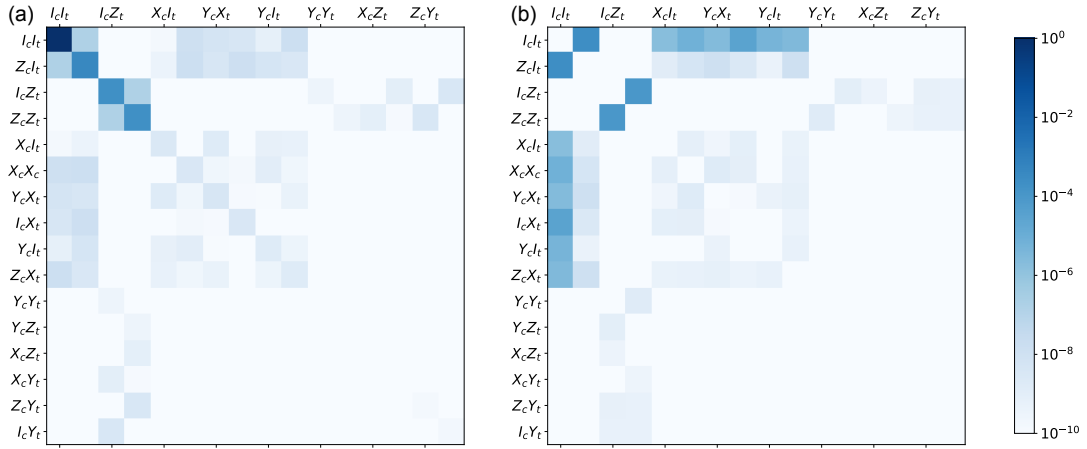 (a)
I_cI_t I_cZ_t X_cI_t Y_cX_t Y_cI_t Y_cY_t X_cZ_t Z_cY_t
I_cI_t
Z_cI_t
I_cZ_t
Z_cZ_t
X_cI_t
X_cX_c
Y_cX_t
I_cX_t
Y_cI_t
Z_cX_t
Y_cY_t
Y_cZ_t
X_cZ_t
X_cY_t
Z_cY_t
I_cY_t
(b)
I_cI_t I_cZ_t X_cI_t Y_cX_t Y_cI_t Y_cY_t X_cZ_t Z_cY_t
I_cI_t
Z_cI_t
I_cZ_t
Z_cZ_t
X_cI_t
X_cX_c
Y_cX_t
I_cX_t
Y_cI_t
Z_cX_t
Y_cY_t
Y_cZ_t
X_cZ_t
X_cY_t
Z_cY_t
I_cY_t
10^0
10^−2
10^−4
10^−6
10^−8
10^−10